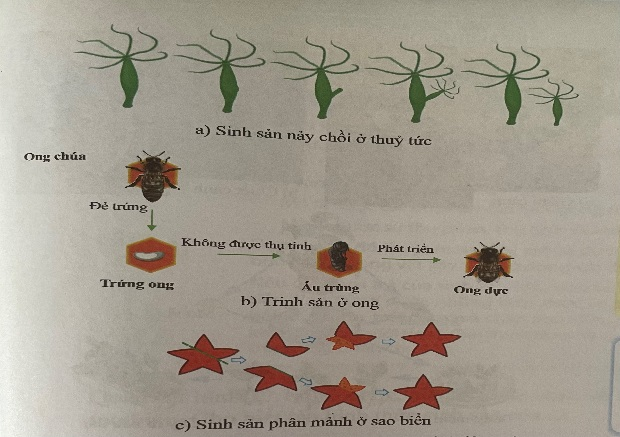 a) Sinh sản nảy chồi ở thuỷ tức
Ong chúa
Đẻ trứng
Không được thụ tinh
Phát triển
Trứng ong
Ấu trùng
Ong đực
b) Trinh sản ở ong
c) Sinh sản phân mảnh ở sao biển